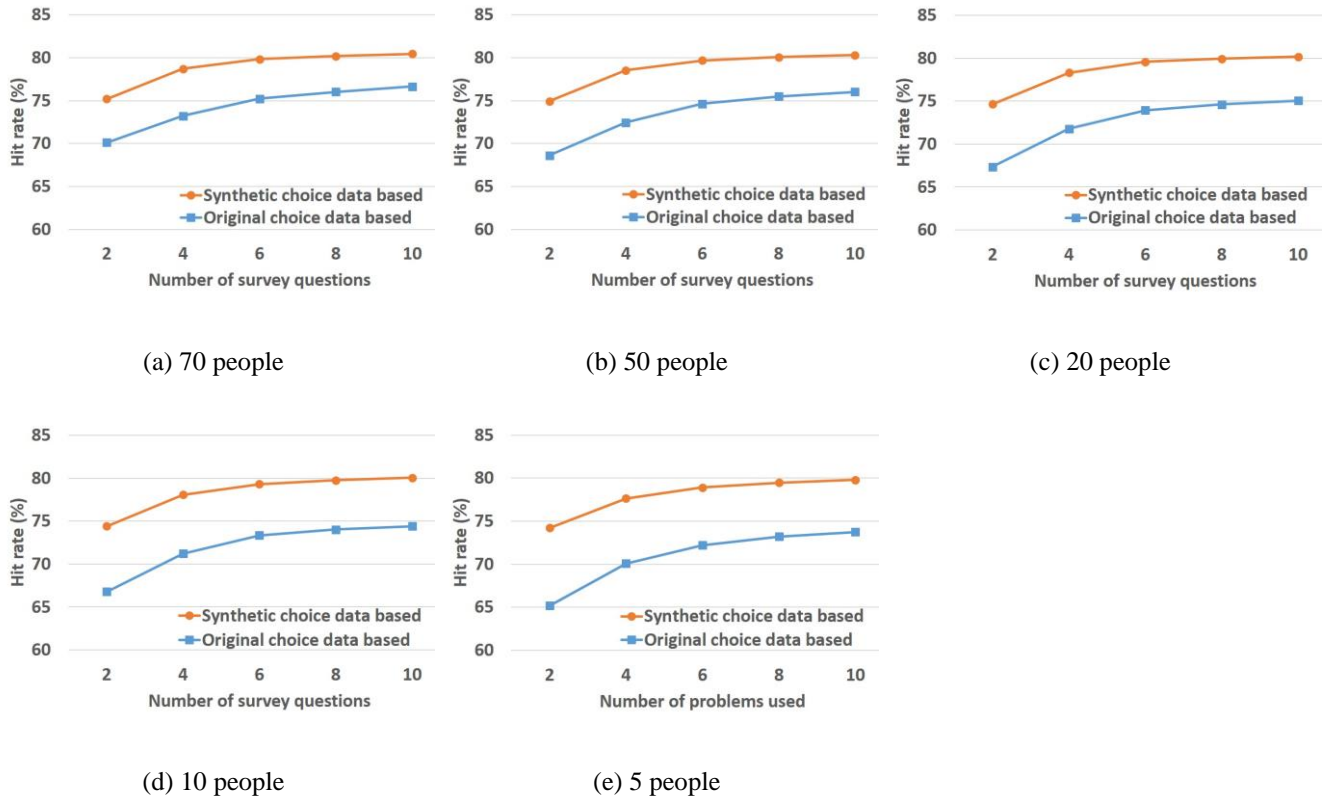 85
80
75
70
65
60
Hit rate (%)
Synthetic choice data based
Original choice data based
2 4 6 8 10
Number of survey questions
(a) 70 people
85
80
75
70
65
60
Hit rate (%)
Synthetic choice data based
Original choice data based
2 4 6 8 10
Number of survey questions
(b) 50 people
85
80
75
70
65
60
Hit rate (%)
Synthetic choice data based
Original choice data based
2 4 6 8 10
Number of survey questions
(c) 20 people
85
80
75
70
65
60
Hit rate (%)
Synthetic choice data based
Original choice data based
2 4 6 8 10
Number of survey questions
(d) 10 people
85
80
75
70
65
60
Hit rate (%)
Synthetic choice data based
Original choice data based
2 4 6 8 10
Number of problems used
(e) 5 people